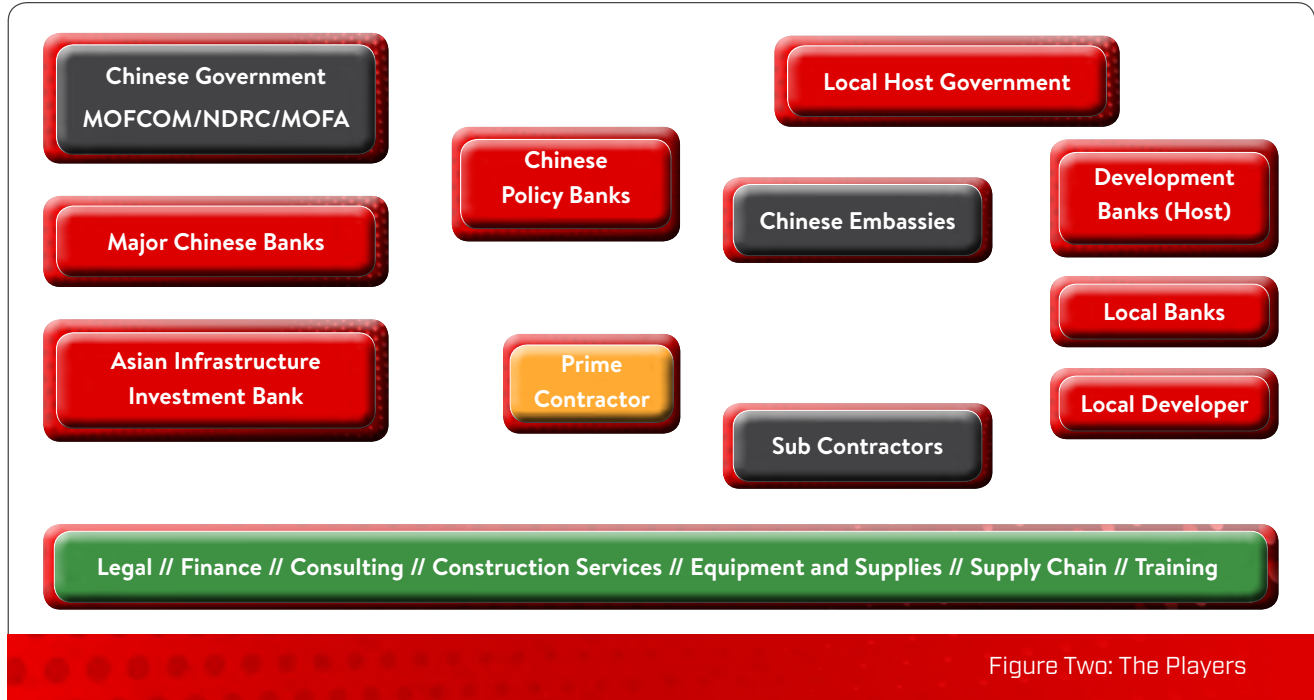 Chinese Government
MOFCOM/NDRC/MOFA
Local Host Government
Chinese
Policy Banks
Development
Banks (Host)
Chinese Embassies
Major Chinese Banks
Local Banks
Asian Infrastructure
Investment Bank
Prime
Contractor
Local Developer
Sub Contractors
Legal // Finance // Consulting // Construction Services // Equipment and Supplies // Supply Chain // Training
Figure Two: The Players